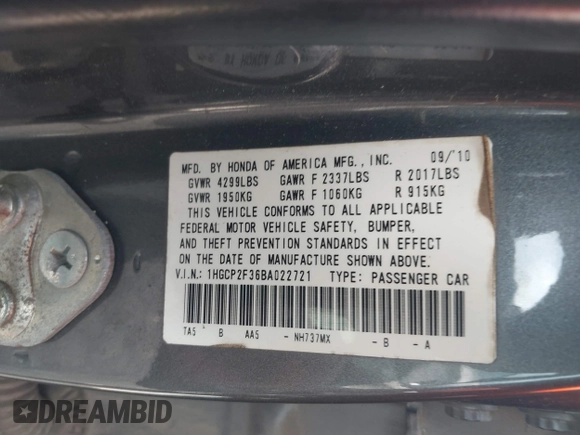 MFD. BY HONDA OF AMERICA MFG., INC. 09/'10
GVWR 4299LBS GAWR F 2337LBS R 2017LBS
GVWR 1950KG GAWR F 1060KG R 915KG
THIS VEHICLE CONFORMS TO ALL APPLICABLE
FEDERAL MOTOR VEHICLE SAFETY, BUMPER,
AND THEFT PREVENTION STANDARDS IN EFFECT
ON THE DATE OF MANUFACTURE SHOWN ABOVE.
V.I.N.: 1HGCP2F36BA022721 TYPE: PASSENGER CAR
TA5 B AA5 - NH737MX - B - A
DREAMBID